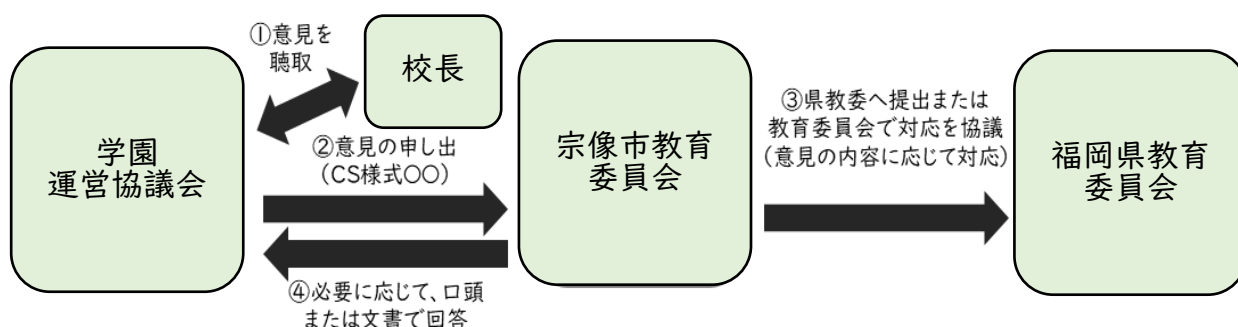 ①意見を
聴取
校長
学園
運営協議会
②意見の申し出
(CS様式〇〇)
④必要に応じて、口頭
または文書で回答
宗像市教育
委員会
③県教委へ提出または
教育委員会で対応を協議
(意見の内容に応じて対応)
福岡県教育
委員会